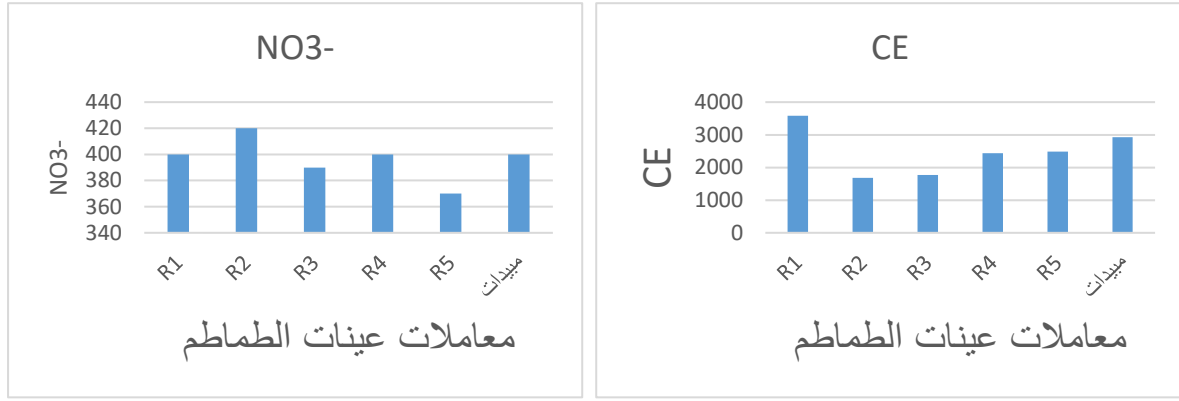 NO3-
NO3-
440
420
400
380
360
340
R1
R2
R3
R4
R5
مبيدات
معاملات عينات الطماطم
CE
CE
4000
3000
2000
1000
0
R1
R2
R3
R4
R5
مبيدات
معاملات عينات الطماطم